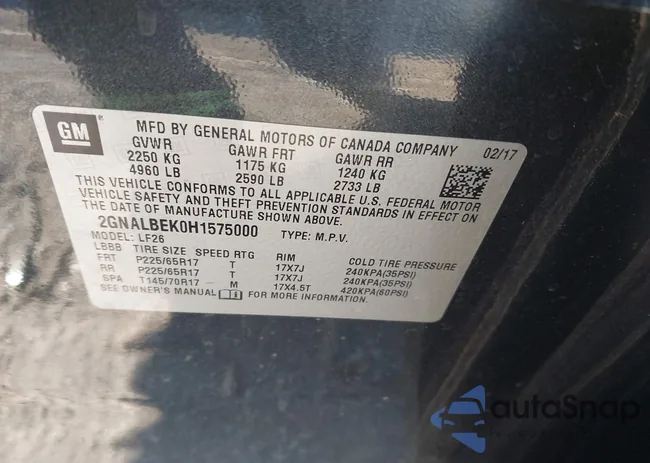 GM
MFD BY GENERAL MOTORS OF CANADA COMPANY 02/17
GVWR GAWR FRT GAWR RR
2250 KG 1175 KG 1240 KG
4960 LB 2590 LB 2733 LB
THIS VEHICLE CONFORMS TO ALL APPLICABLE U.S. FEDERAL MOTOR
VEHICLE SAFETY AND THEFT PREVENTION STANDARDS IN EFFECT ON
THE DATE OF MANUFACTURE SHOWN ABOVE.
2GNALBEK0H1575000 TYPE: M.P.V.
MODEL: LF26
LBBB TIRE SIZE SPEED RTG RIM COLD TIRE PRESSURE
FRT P225/65R17 T 17X7J 240KPA(35PSI)
RR P225/65R17 T 17X7J 240KPA(35PSI)
SPA T145/70R17 M 17X4.5T 420KPA(60PSI)
SEE OWNER'S MANUAL FOR MORE INFORMATION.
autoSnap